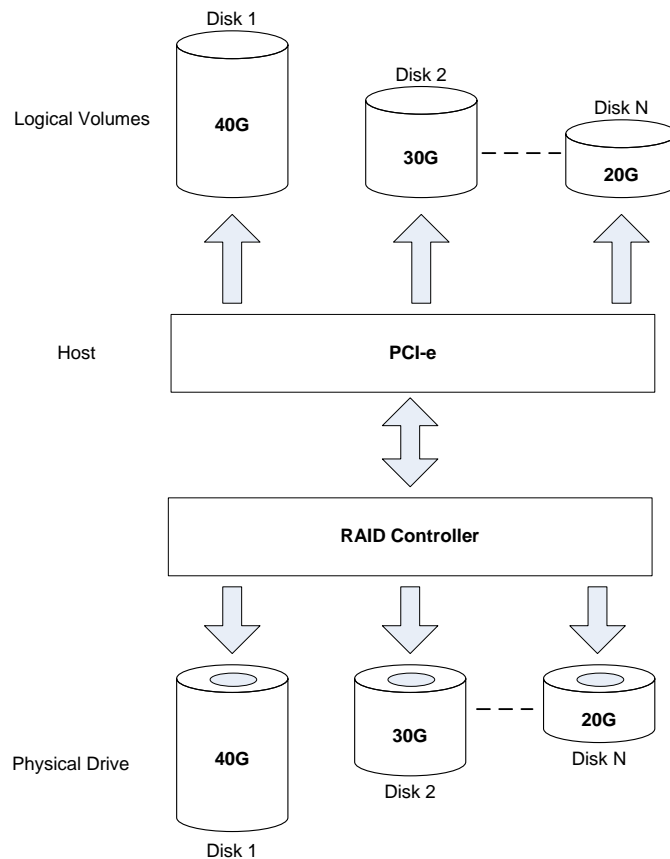 Disk 1
Disk 2
Disk N
Logical Volumes
40G
30G
20G
Host
PCI-e
RAID Controller
40G
30G
20G
Physical Drive
Disk N
Disk 2
Disk 1